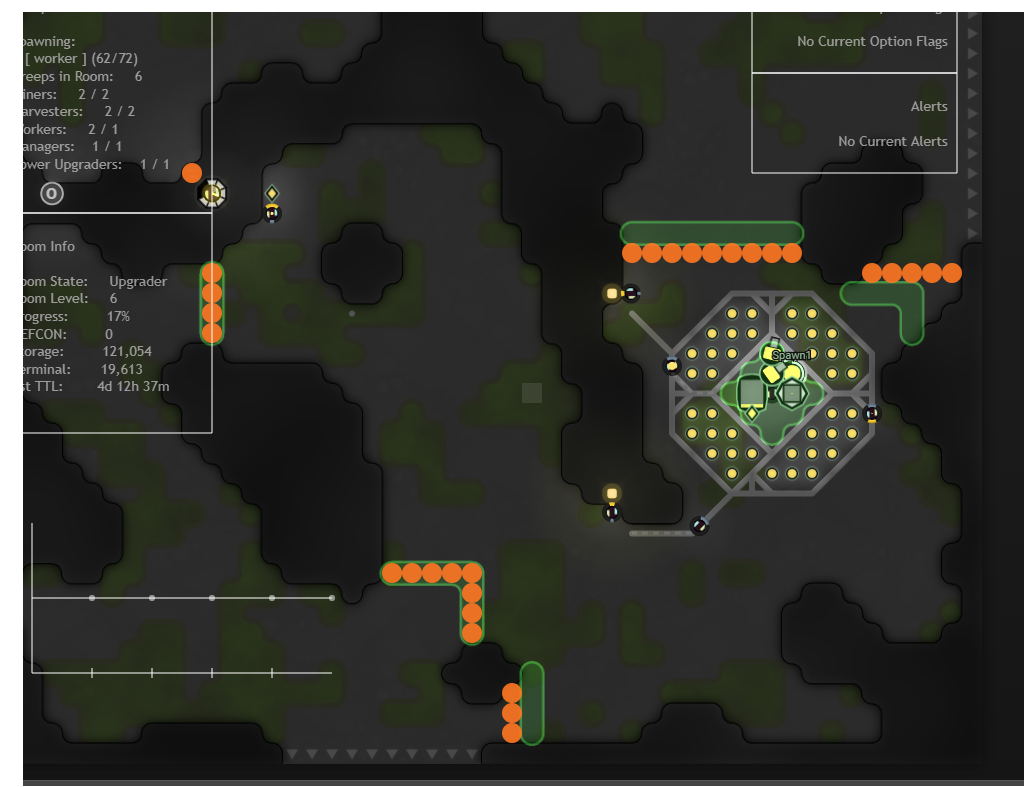 pawning:
[ worker ] (62/72)
reeps in Room: 6
iners: 2 / 2
arvesters: 2 / 2
orkers: 2 / 1
anagers: 1 / 1
ower Upgraders: 1 / 1
oom Info
oom State: Upgrader
oom Level: 6
rogress: 17%
EFCON: 0
torage: 121,054
erminal: 19,613
st TTL: 4d 12h 37m
No Current Option Flags
Alerts
No Current Alerts
Spawn1